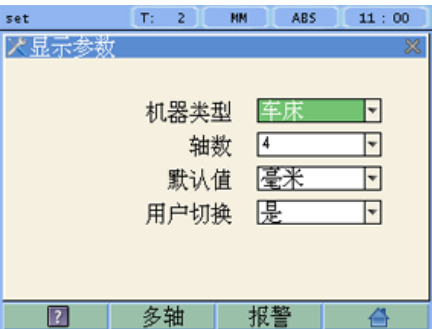 set T: 2 MM ABS 11 : 00
显示参数
机器类型 车床
轴数 4
默认值 毫米
用户切换 是
? 多轴 报警